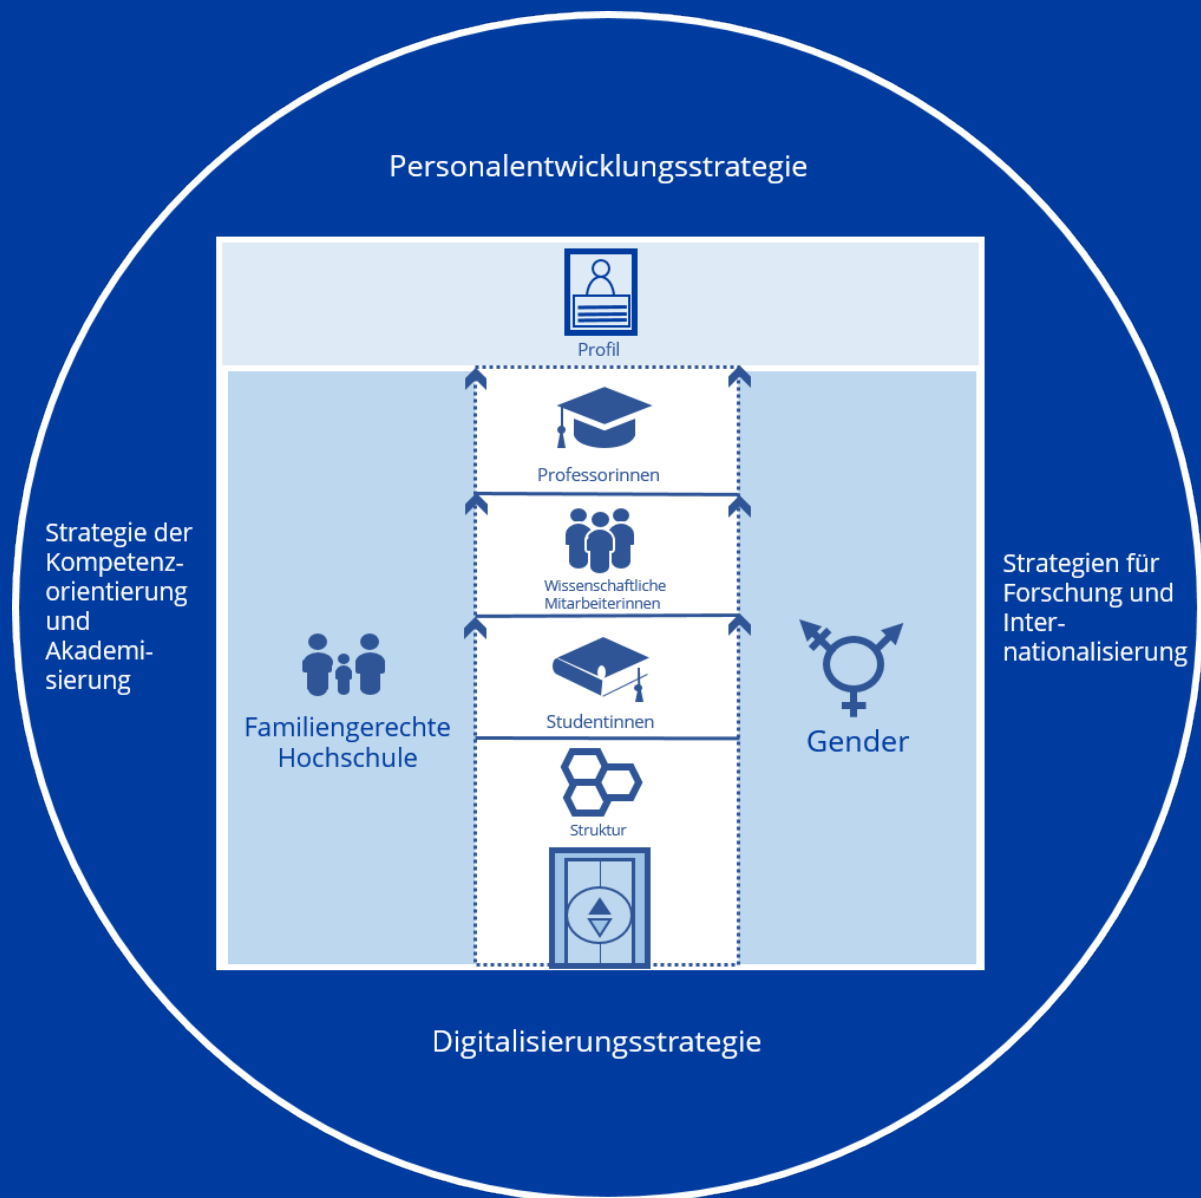 Personalentwicklungsstrategie
Profil
Professorinnen
Wissenschaftliche
Mitarbeiterinnen
Studentinnen
Struktur
Strategie der
Kompetenz-
orientierung
und
Akademi-
sierung
Familiengerechte
Hochschule
Gender
Strategien für
Forschung und
Inter-
nationalisierung
Digitalisierungsstrategie